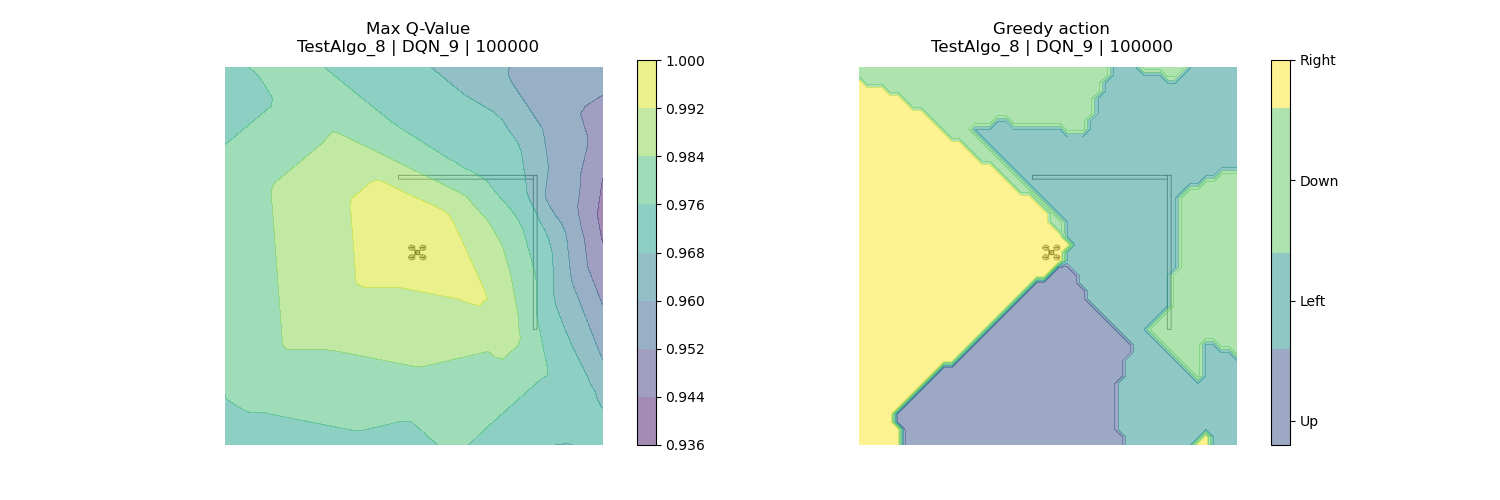 Max Q-Value
TestAlgo_8 | DQN_9 | 100000
1.000
0.992
0.984
0.976
0.968
0.960
0.952
0.944
0.936
Greedy action
TestAlgo_8 | DQN_9 | 100000
Right
Down
Left
Up